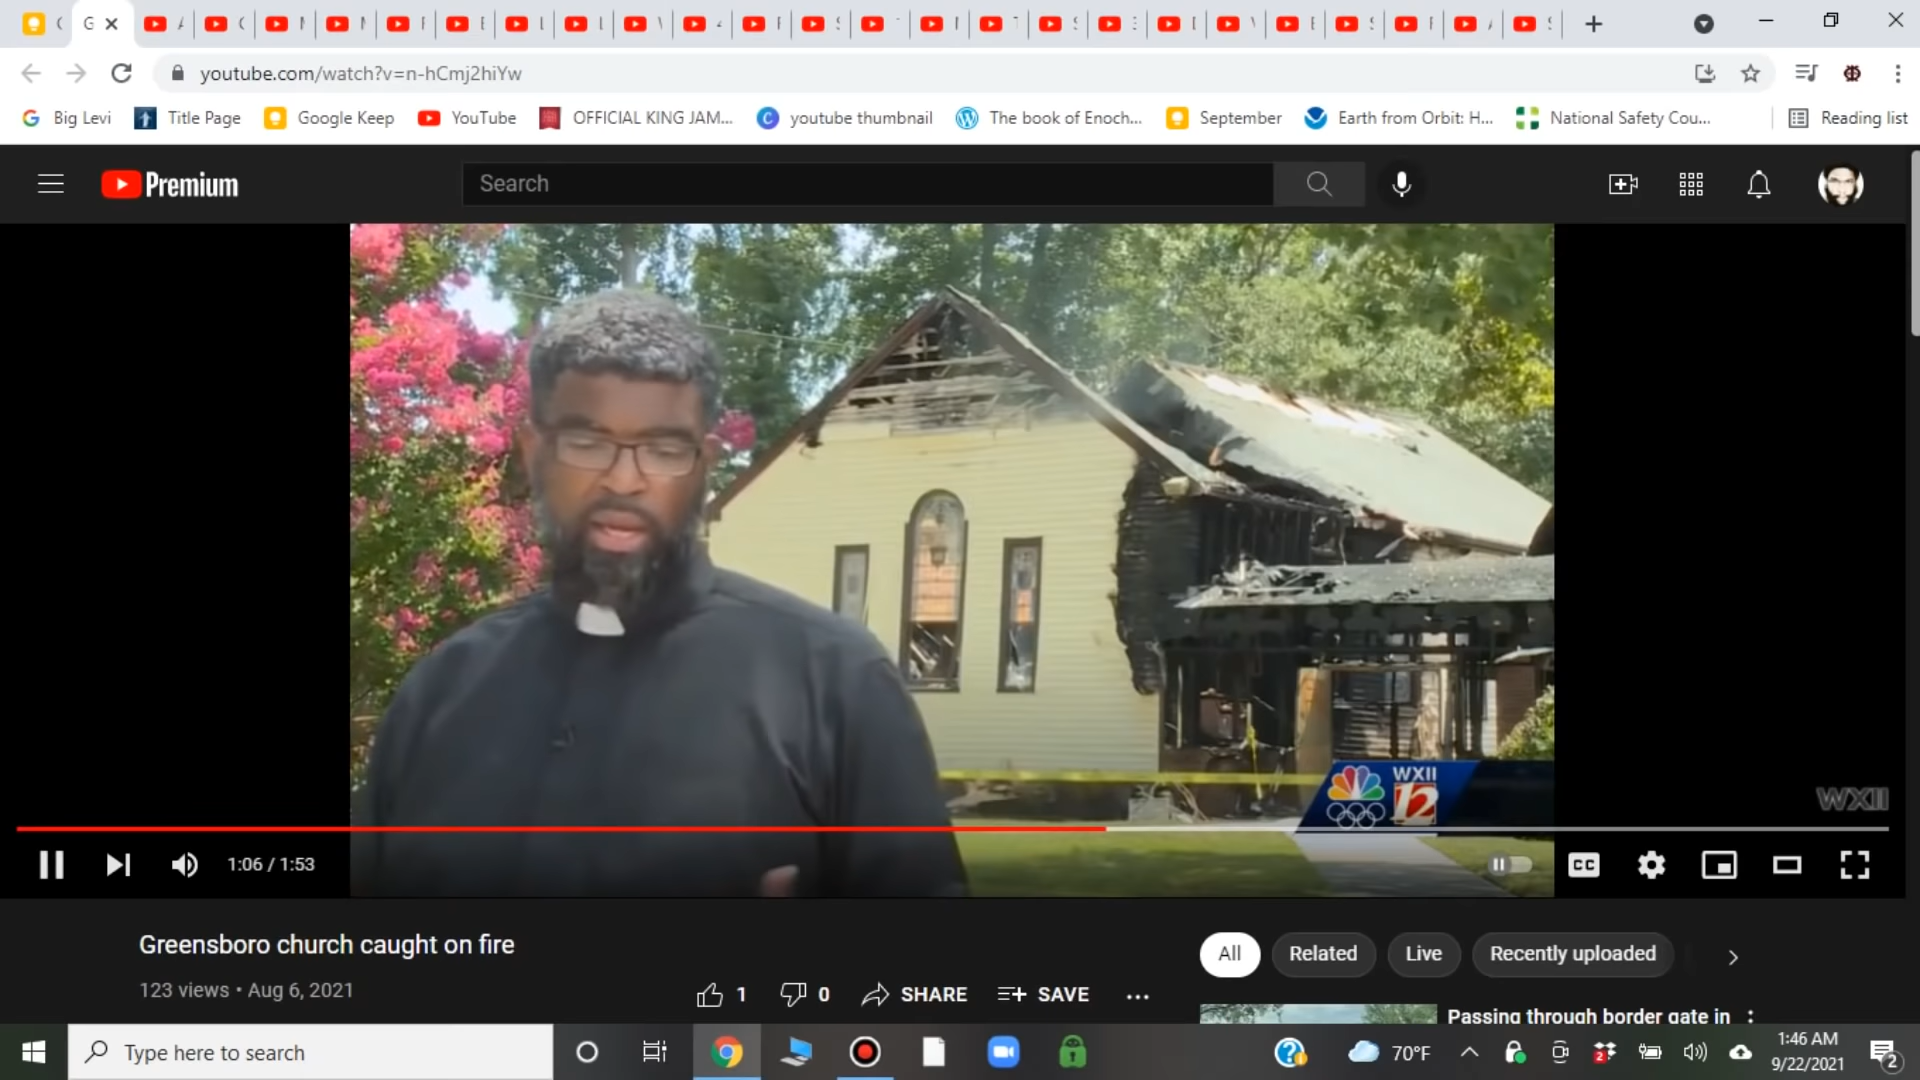 G
youtube.com/watch?v=n-hCmj2hiYw
Big Levi Title Page Google Keep YouTube OFFICIAL KING JAM... youtube thumbnail The book of Enoch... September Earth from Orbit: H... National Safety Cou... Reading list
Premium
Search
WXII
12
WXII
1:06 / 1:53
CC
Greensboro church caught on fire
123 views • Aug 6, 2021
1 0 SHARE SAVE
All Related Live Recently uploaded
Passing through border gate in
Type here to search
70°F
1:46 AM
9/22/2021
2
2